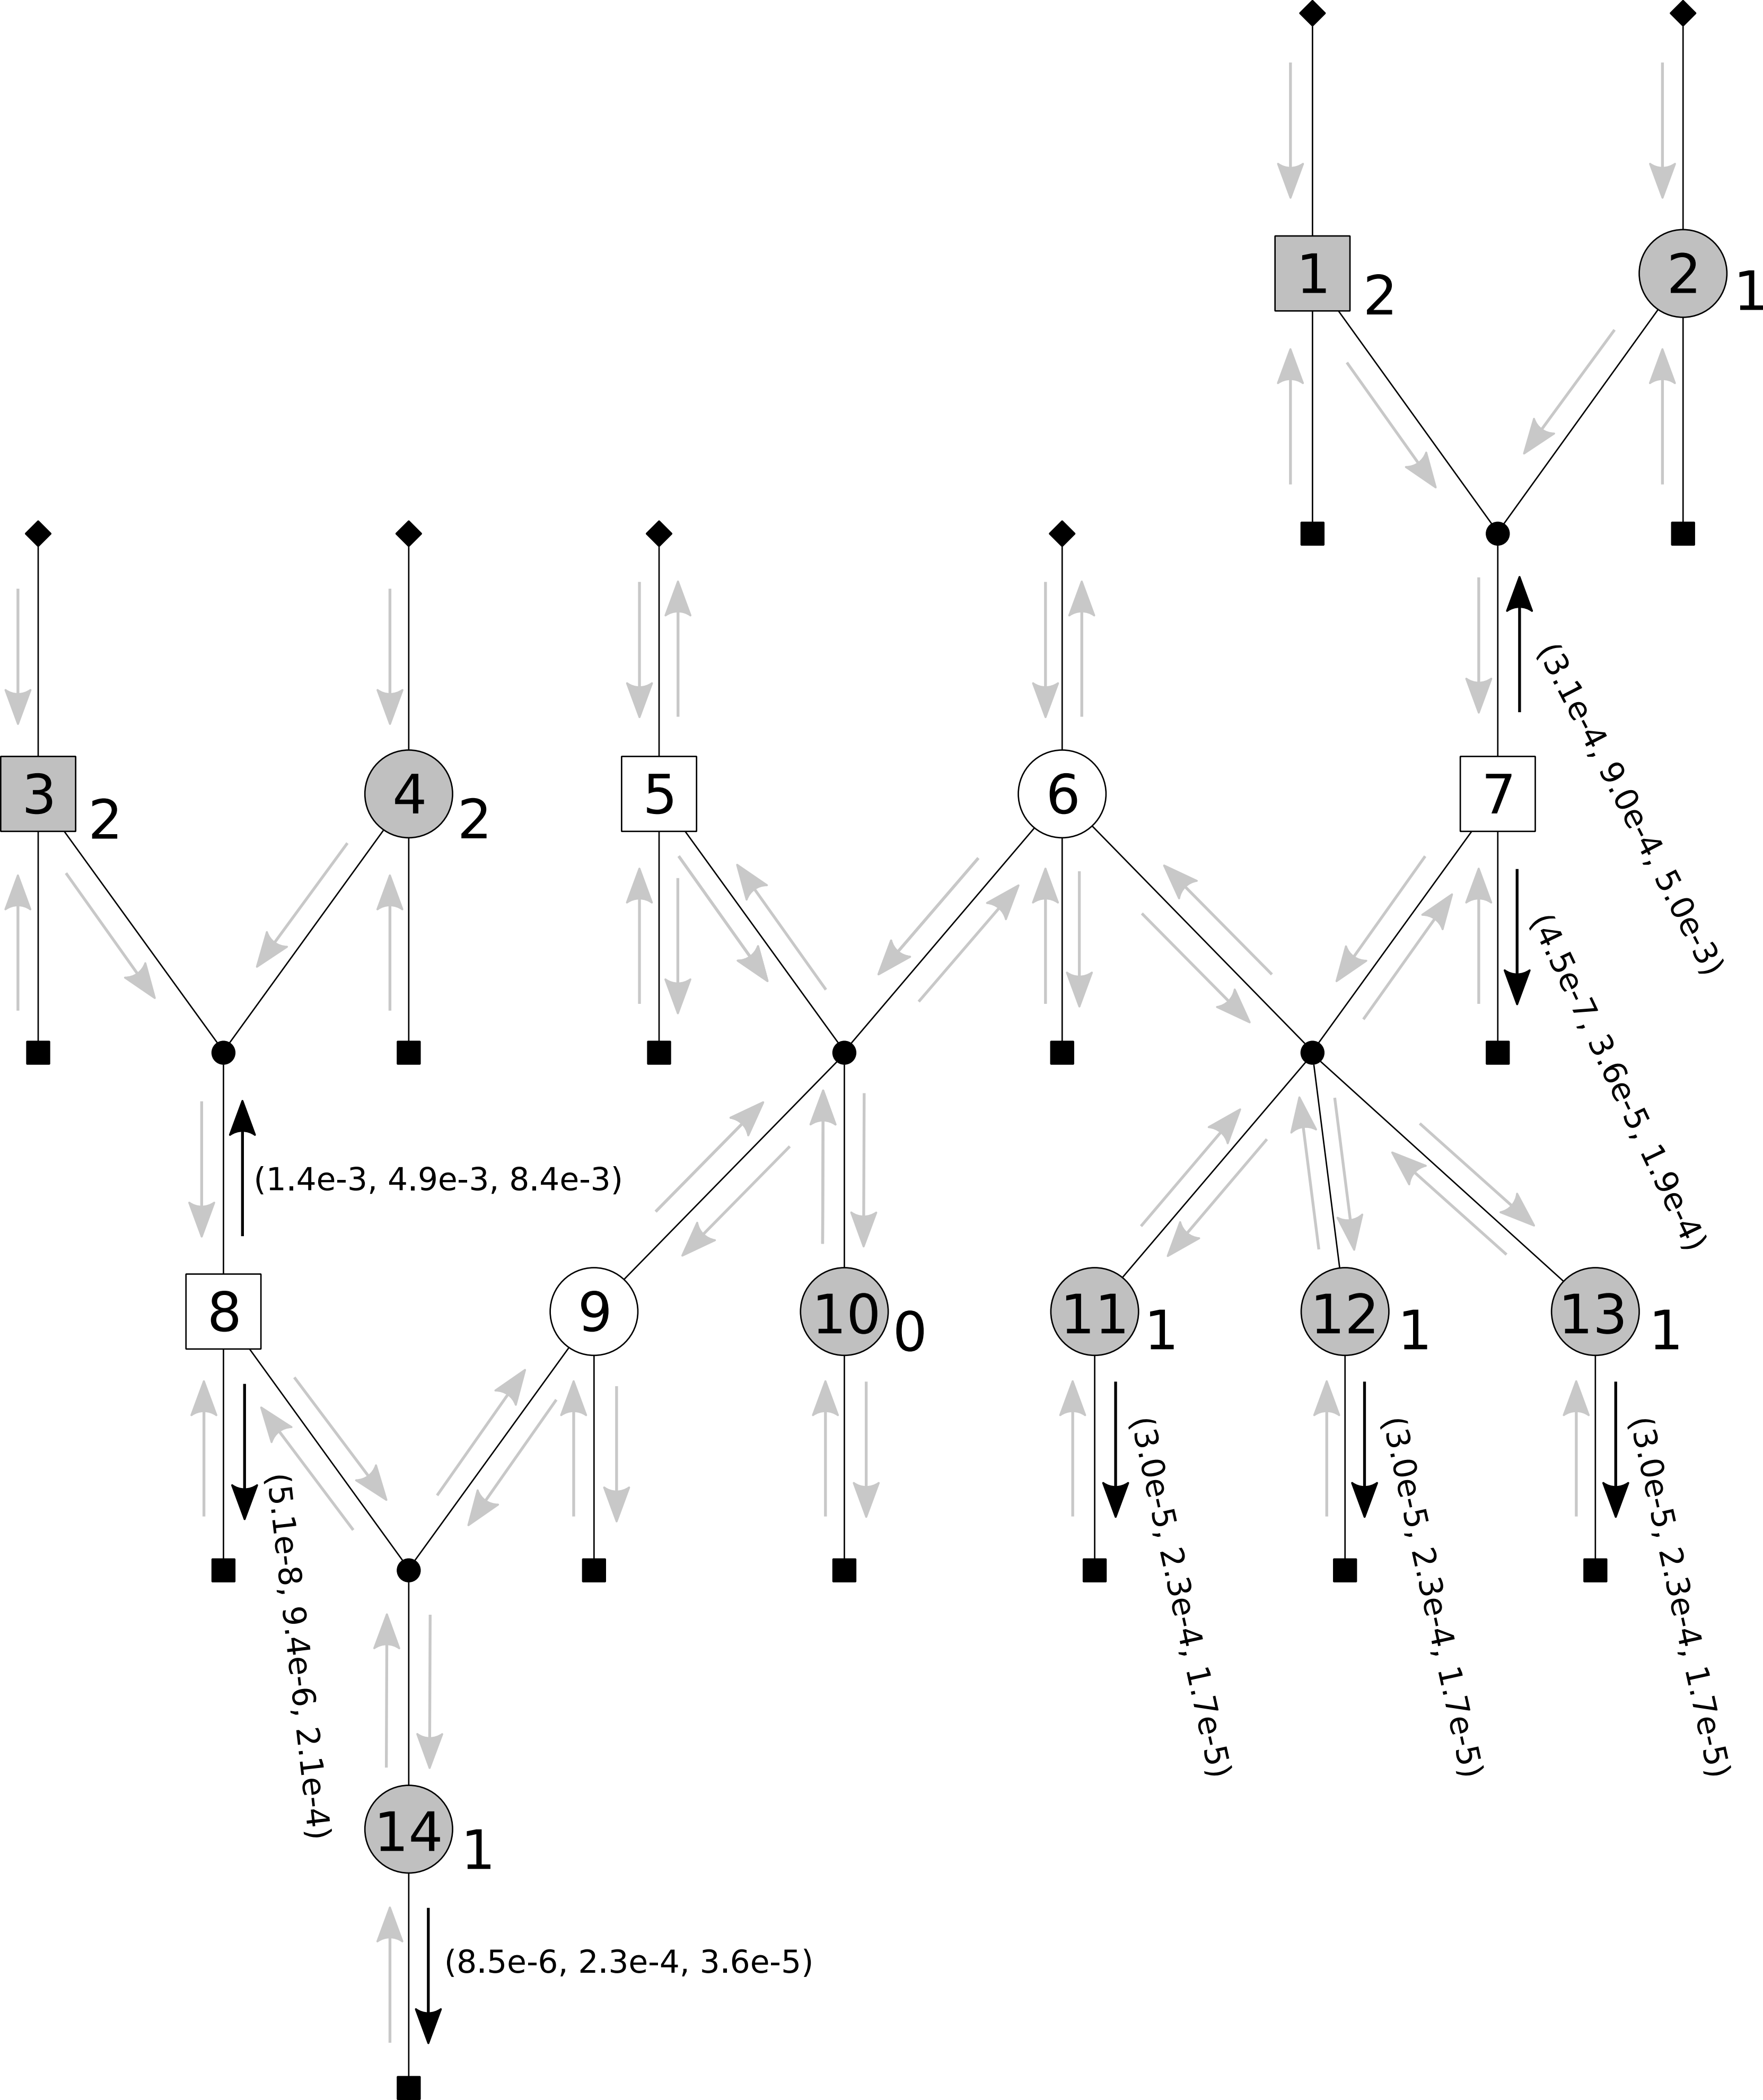 1
2
2
1
3
2
4
2
5
6
7
(3.1e-4, 9.0e-4, 5.0e-3)
(4.5e-7, 3.6e-5, 1.9e-4)
(1.4e-3, 4.9e-3, 8.4e-3)
8
9
10
0
11
1
12
1
13
1
(5.1e-8, 9.4e-6, 2.1e-4)
(3.0e-5, 2.3e-4, 1.7e-5)
(3.0e-5, 2.3e-4, 1.7e-5)
(3.0e-5, 2.3e-4, 1.7e-5)
14
1
(8.5e-6, 2.3e-4, 3.6e-5)